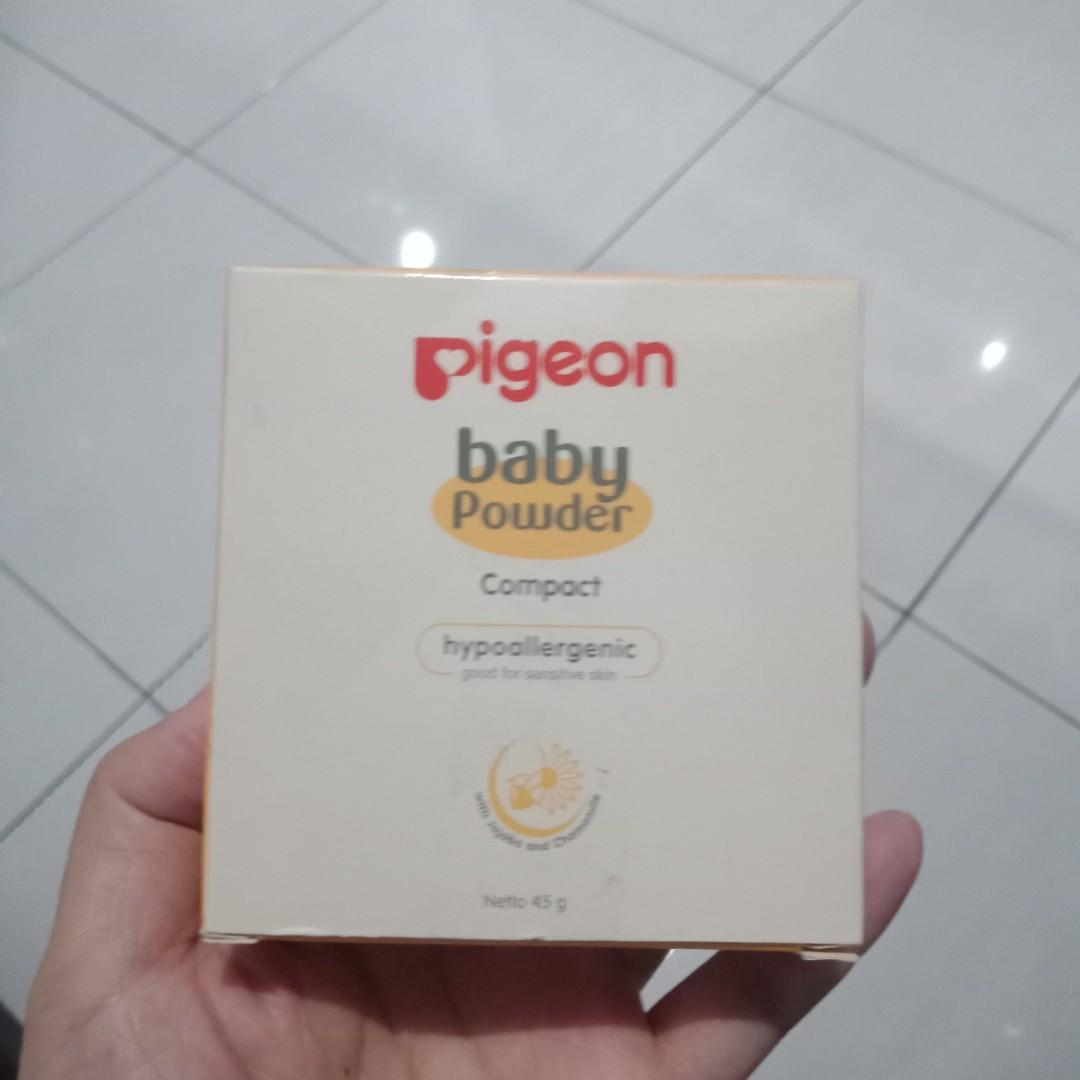 pigeon
baby
Powder
Compact
hypoallergenic
good for sensitive skin
with Jojoba and Chamomile
Netto 45 g